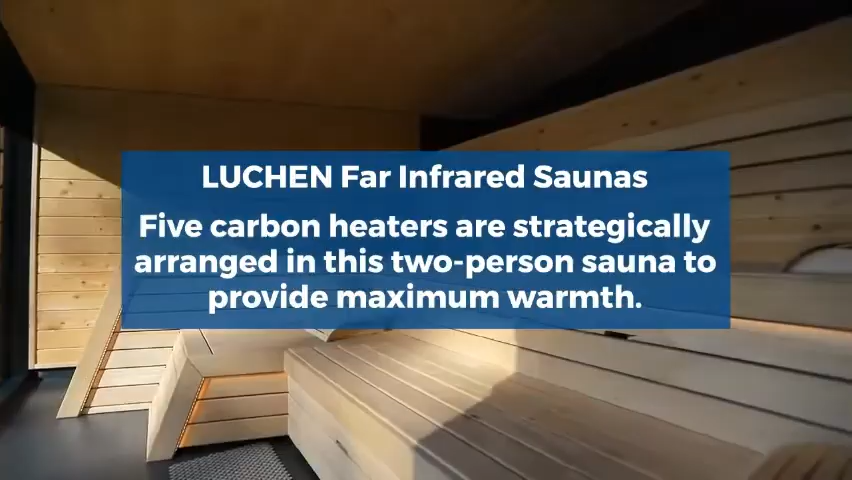 LUCHEN Far Infrared Saunas
Five carbon heaters are strategically
arranged in this two-person sauna to
provide maximum warmth.